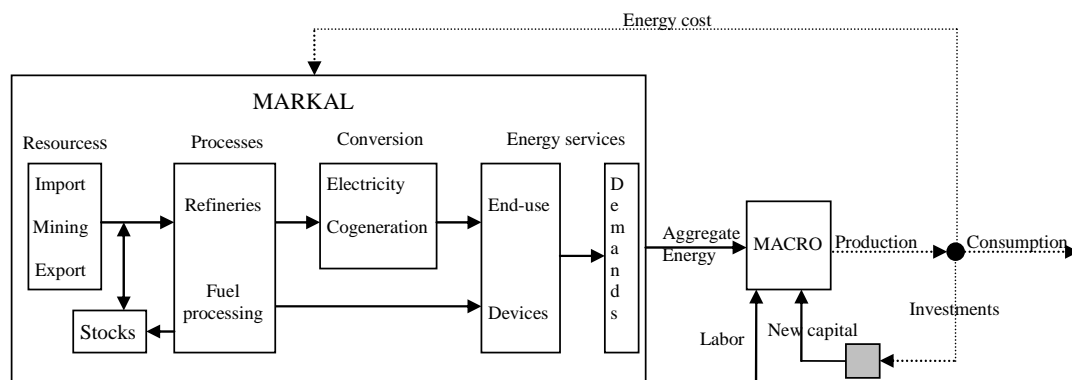 Energy cost
MARKAL
Resourcess
Processes
Conversion
Energy services
Import
Mining
Export
Stocks
Refineries
Fuel
processing
Electricity
Cogeneration
End-use
Devices
Demands
Aggregate
Energy
MACRO
Production
Consumption
Labor
New capital
Investments